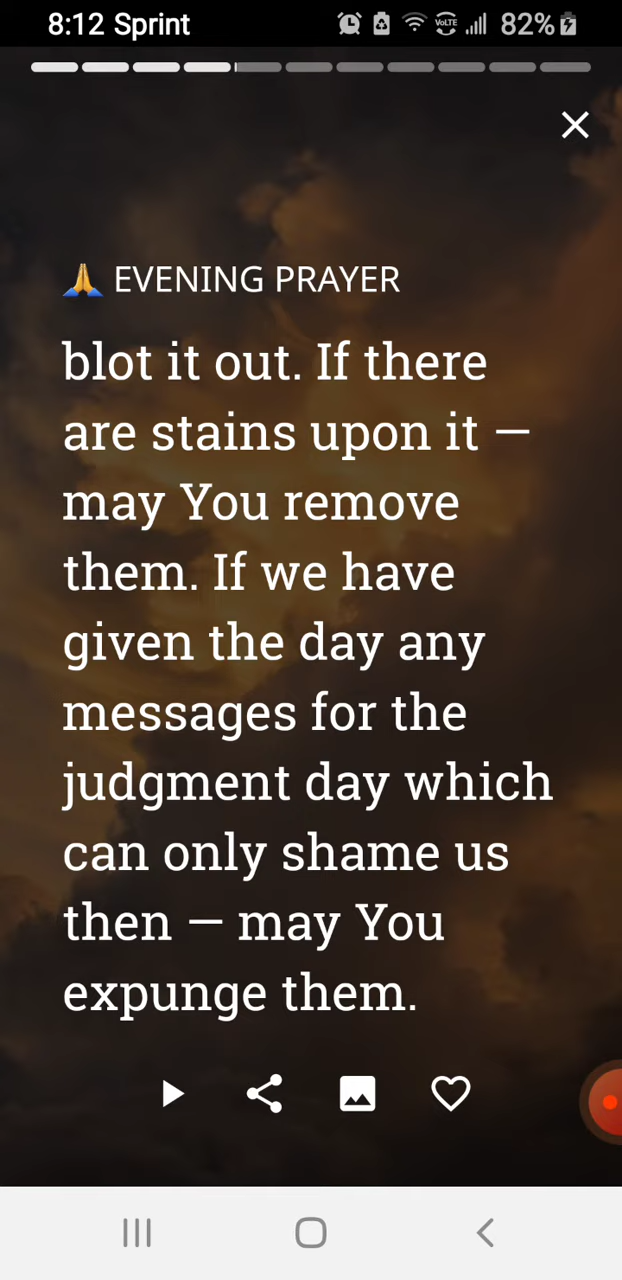 8:12 Sprint VoLTE 82%
🙏 EVENING PRAYER
blot it out. If there
are stains upon it —
may You remove
them. If we have
given the day any
messages for the
judgment day which
can only shame us
then — may You
expunge them.